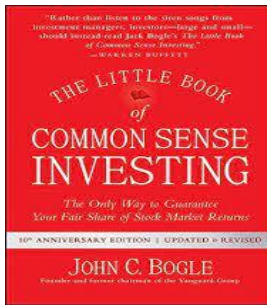 "Rather than listen to the siren songs from
investment managers, investors—large and small—
should instead read Jack Bogle's The Little Book
of Common Sense Investing."
—WARREN BUFFETT
THE LITTLE BOOK
of
COMMON SENSE
INVESTING
The Only Way to Guarantee
Your Fair Share of Stock Market Returns
10TH ANNIVERSARY EDITION | UPDATED & REVISED
JOHN C. BOGLE
Founder and former chairman of the Vanguard Group